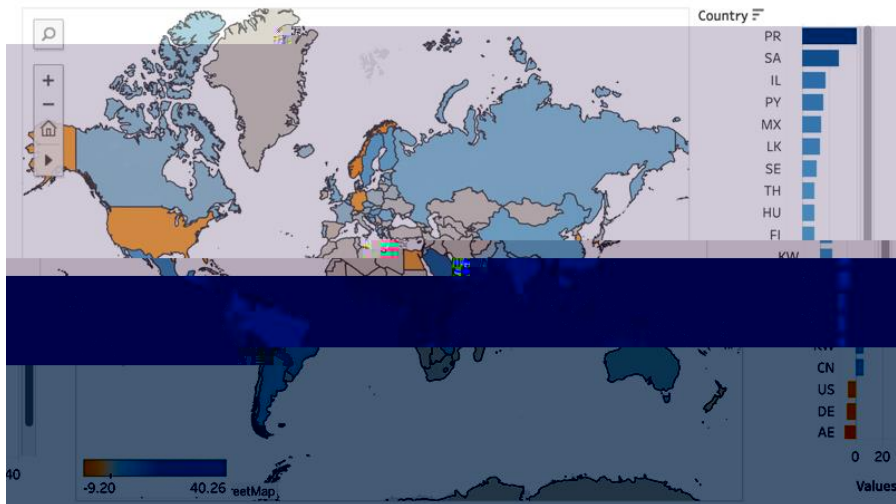 Country
PR
SA
IL
PY
MX
LK
SE
TH
HU
FI
KW
CN
US
DE
AE
0 20
40
-9.20 40.26
eetMap
Values